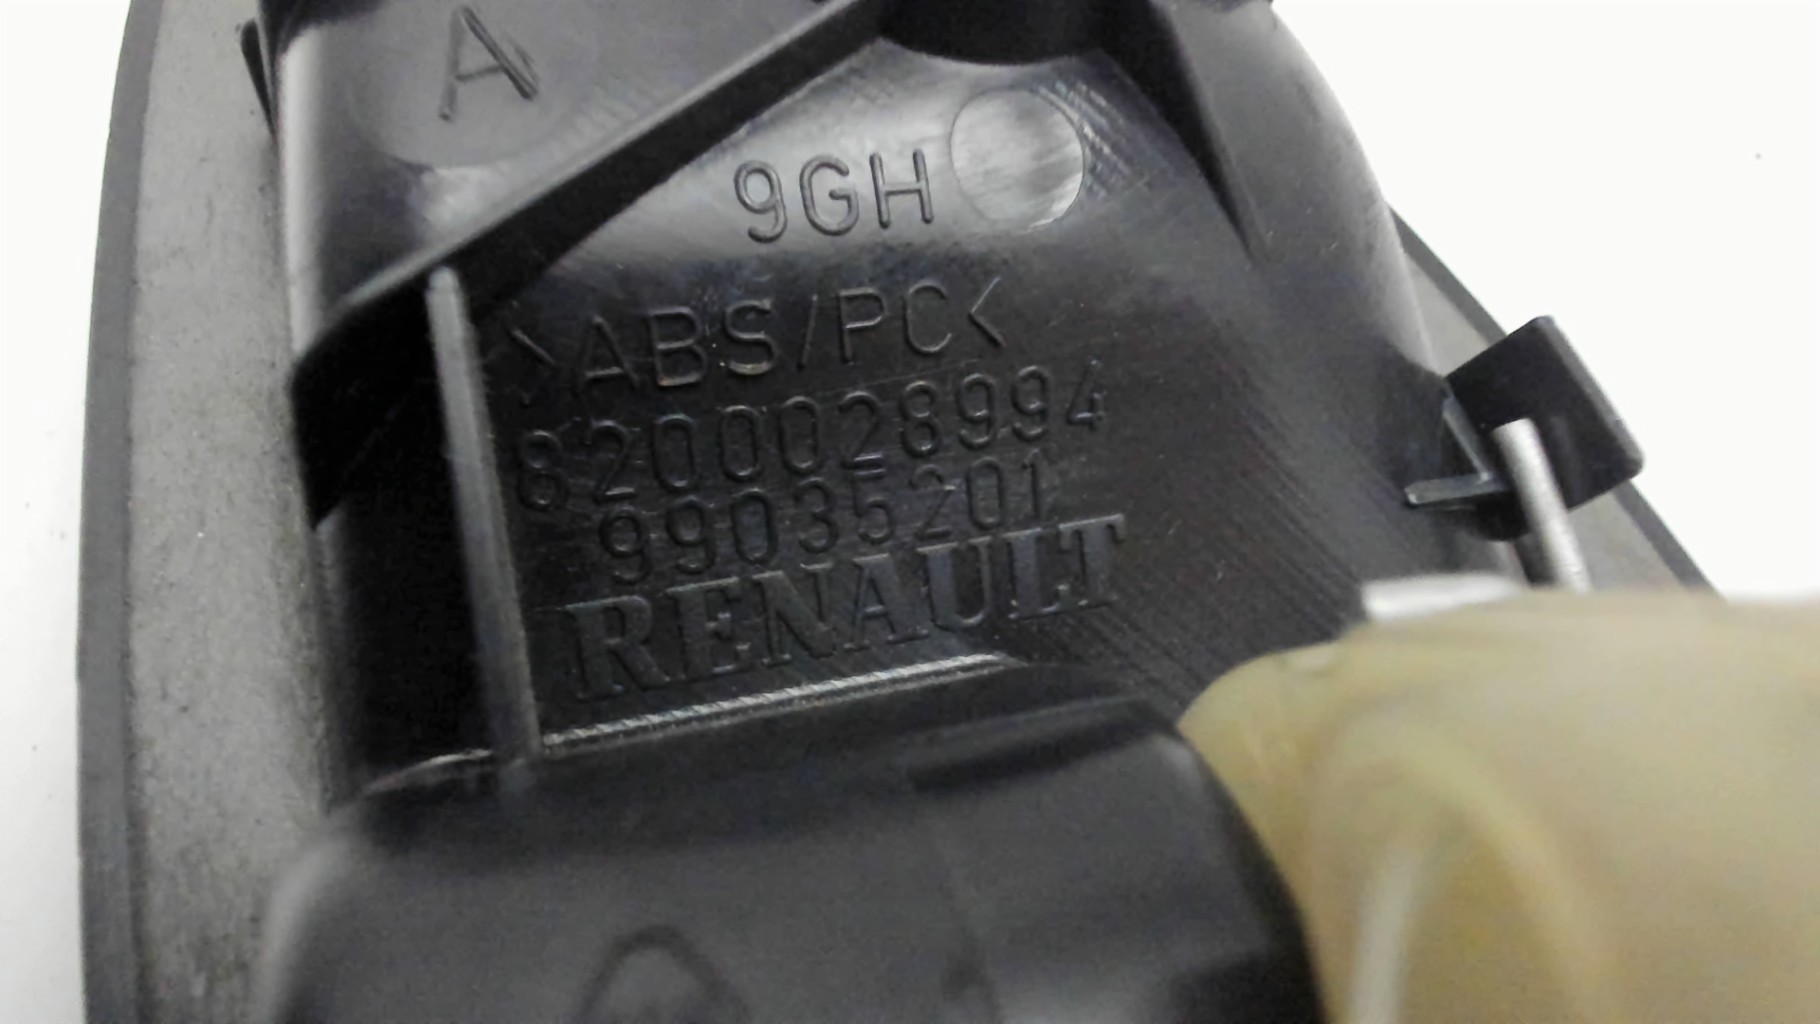 A
9GH
>ABS/PC<
8200028994
99035201
RENAULT